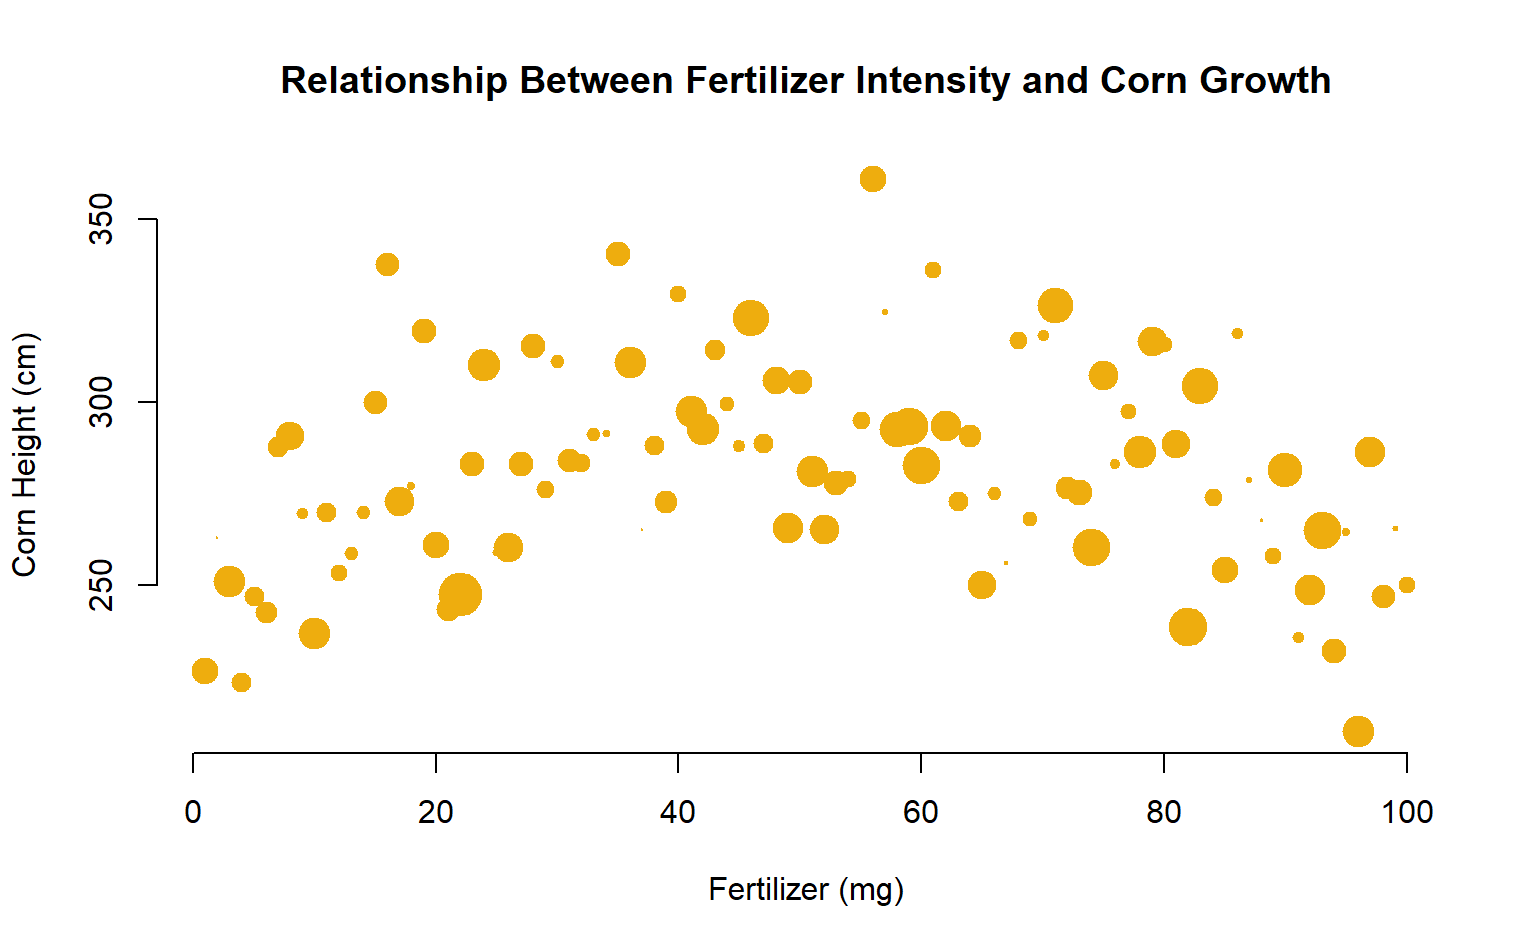 Relationship Between Fertilizer Intensity and Corn Growth
Corn Height (cm)
350
300
250
0 20 40 60 80 100
Fertilizer (mg)